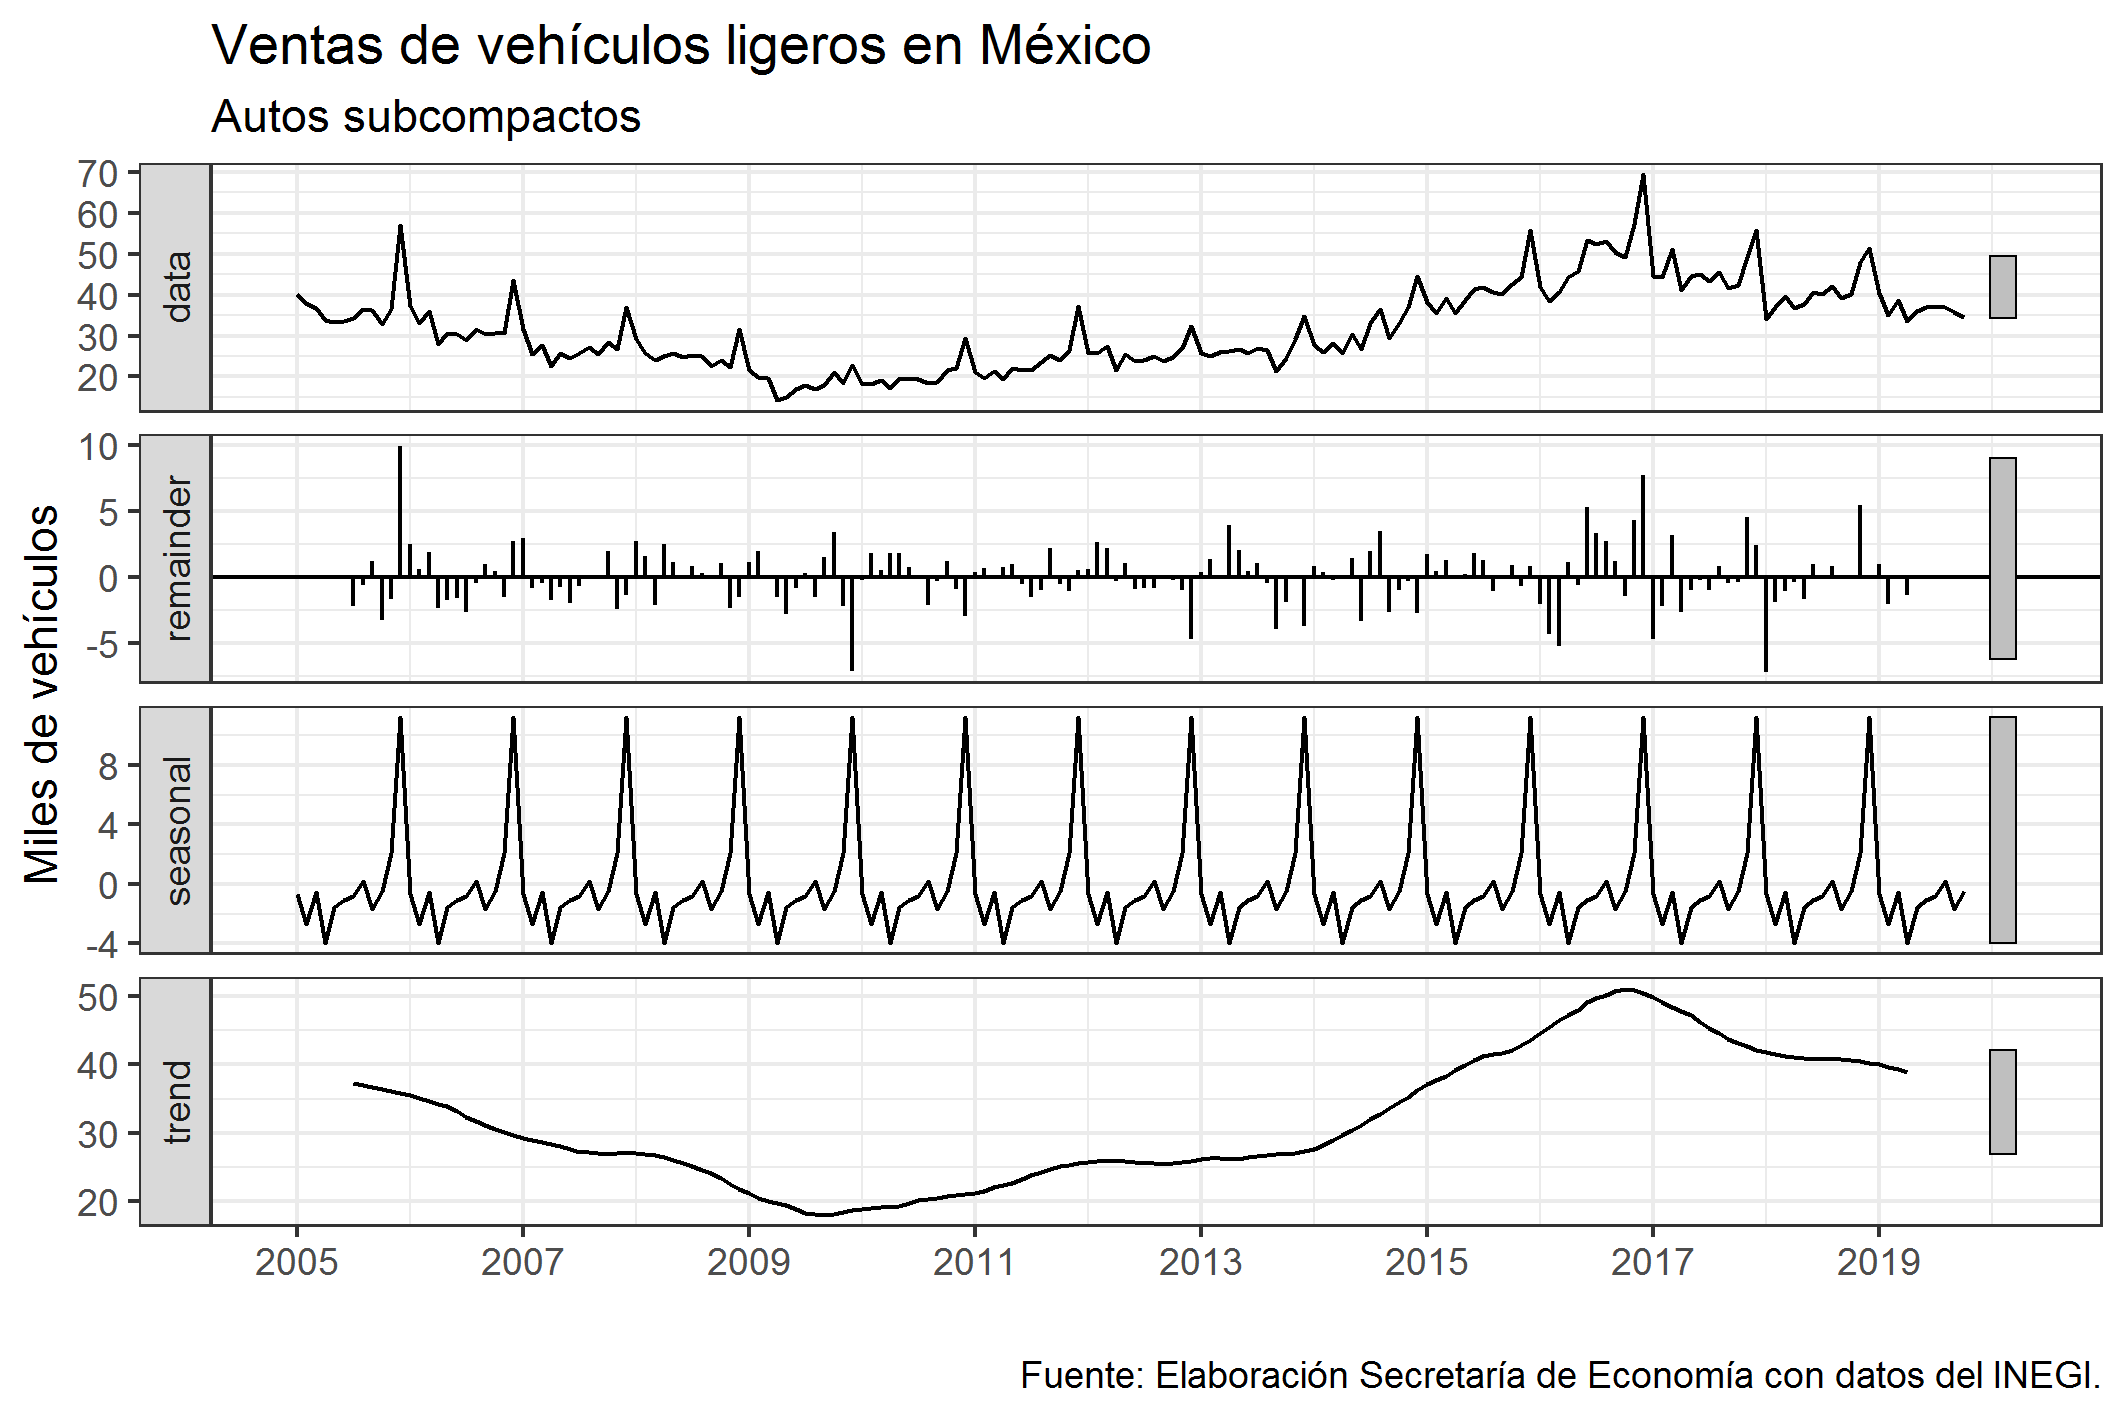 Ventas de vehículos ligeros en México
Autos subcompactos
Miles de vehículos
data
70
60
50
40
30
20
remainder
10
5
0
-5
seasonal
8
4
0
-4
trend
50
40
30
20
2005 2007 2009 2011 2013 2015 2017 2019
Fuente: Elaboración Secretaría de Economía con datos del INEGI.